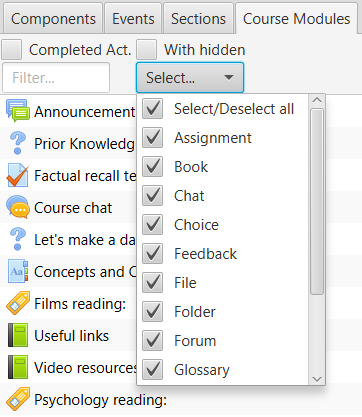 Components Events Sections Course Modules
Completed Act. With hidden
Filter... Select...
Select/Deselect all
Assignment
Book
Chat
Choice
Feedback
File
Folder
Forum
Glossary
Announcement
Prior Knowledg
Factual recall te
Course chat
Let's make a da
Concepts and C
Films reading:
Useful links
Video resources
Psychology reading: